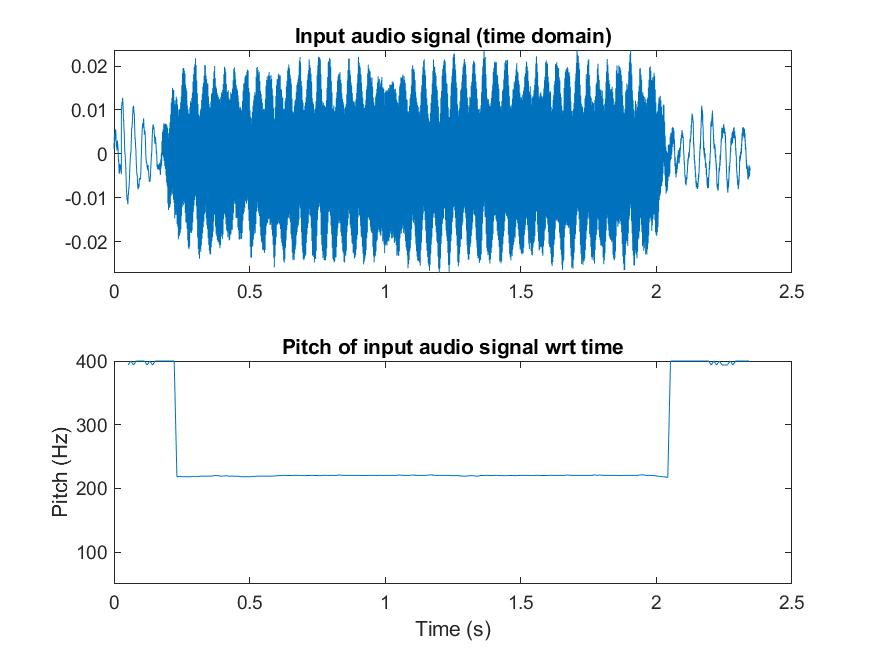 Input audio signal (time domain)
0.02
0.01
0
-0.01
-0.02
0 0.5 1 1.5 2 2.5
Pitch of input audio signal wrt time
400
300
200
100
Pitch (Hz)
0 0.5 1 1.5 2 2.5
Time (s)